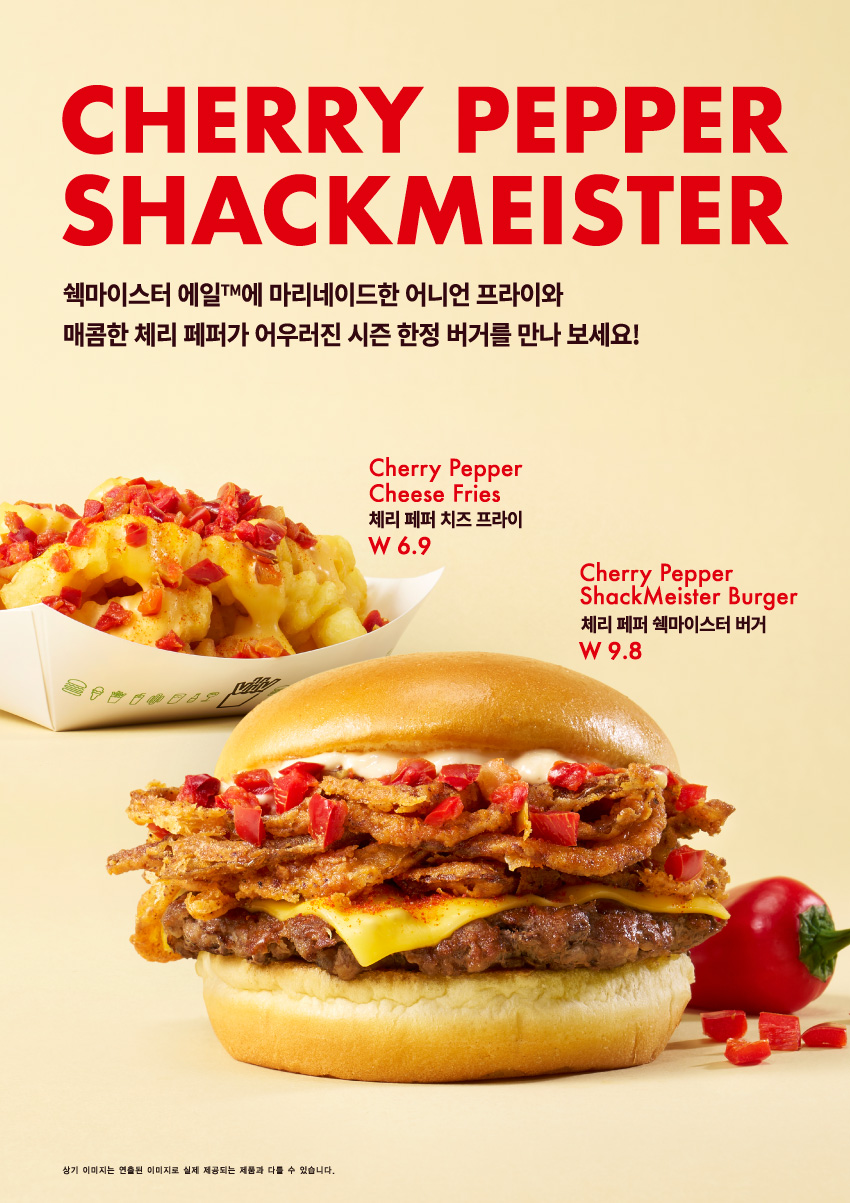 CHERRY PEPPER
SHACKMEISTER
쉑마이스터 에일™에 마리네이드한 어니언 프라이와
매콤한 체리 페퍼가 어우러진 시즌 한정 버거를 만나 보세요!
Cherry Pepper
Cheese Fries
체리 페퍼 치즈 프라이
W 6.9
Cherry Pepper
ShackMeister Burger
체리 페퍼 쉑마이스터 버거
W 9.8
상기 이미지는 연출된 이미지로 실제 제공되는 제품과 다를 수 있습니다.